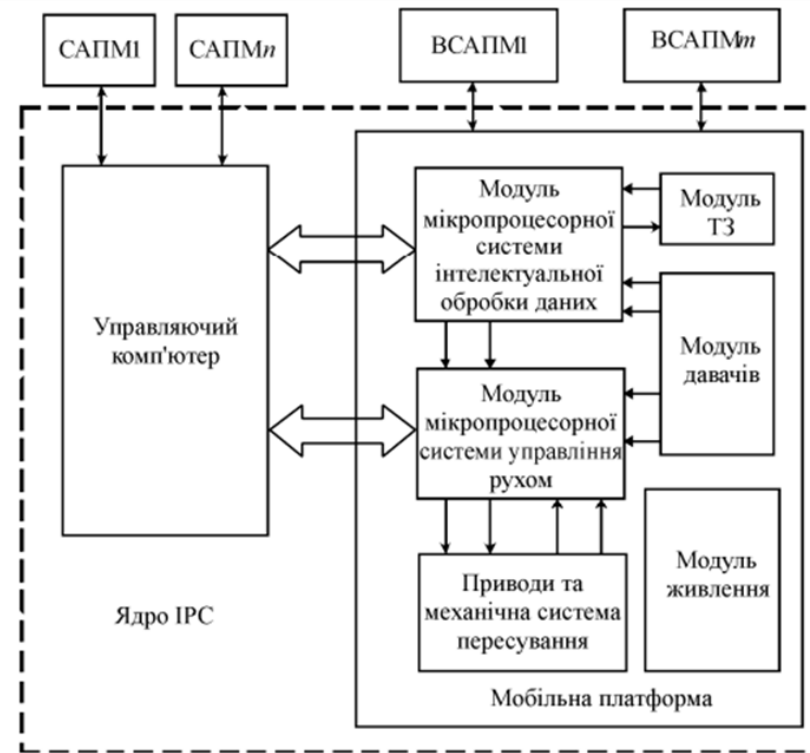 САПМ1
САПМn
ВСАПМ1
ВСАПМm
Управляючий
комп'ютер
Модуль
мікропроцесорної
системи
інтелектуальної
обробки даних
Модуль
ТЗ
Модуль
давачів
Модуль
мікропроцесорної
системи управління
рухом
Приводи та
механічна система
пересування
Модуль
живлення
Ядро ІРС
Мобільна платформа